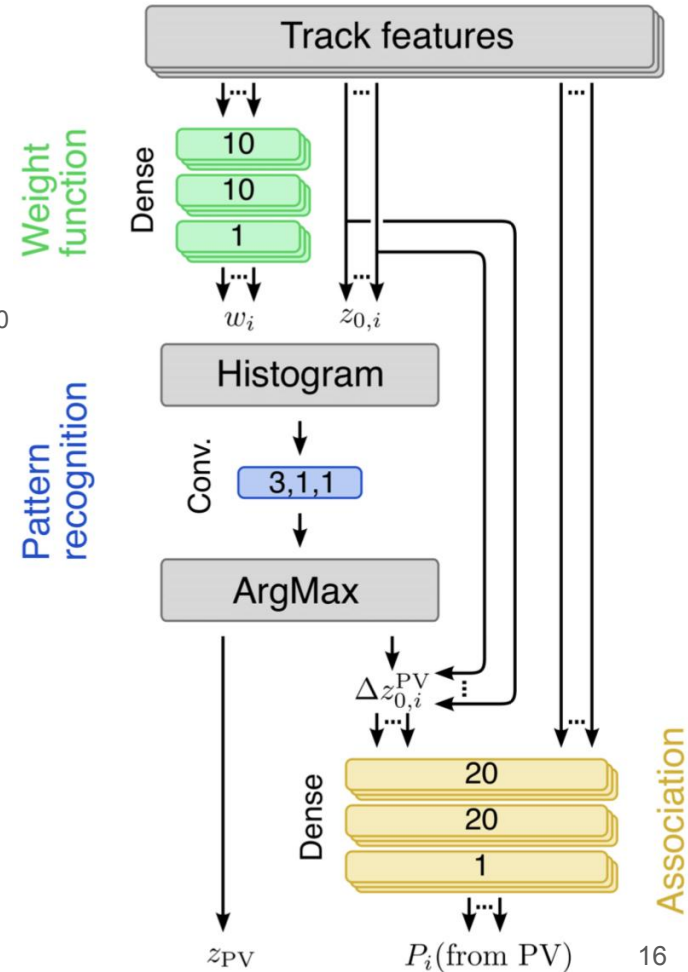 Track features
Weight
function
Dense
10
10
1
0
w_i
z_{0,i}
Histogram
Pattern
recognition
Conv.
3,1,1
ArgMax
Δz_{0,i}^{PV}
Dense
20
20
1
Association
z_{PV}
P_i(from PV)
16